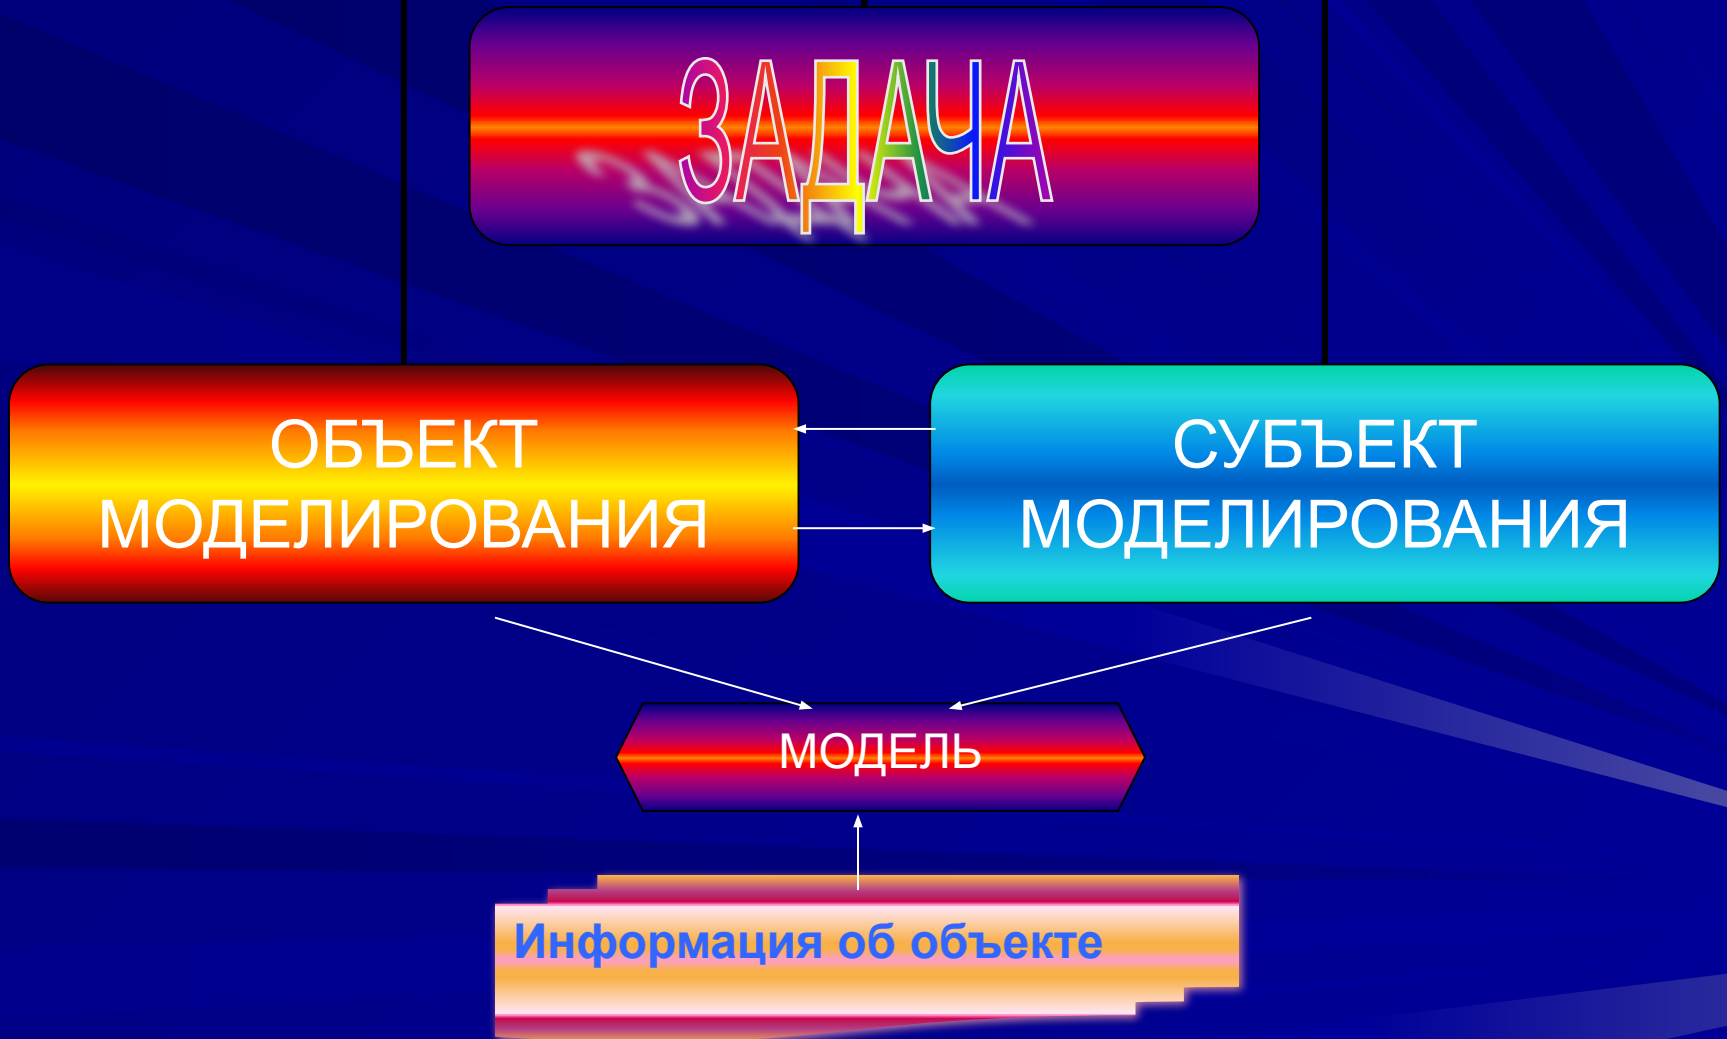 ЗАДАЧА
ОБЪЕКТ
МОДЕЛИРОВАНИЯ
СУБЪЕКТ
МОДЕЛИРОВАНИЯ
МОДЕЛЬ
Информация об объекте